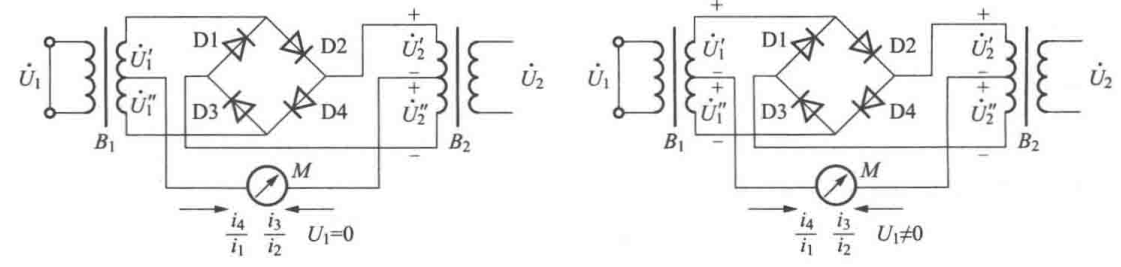 +
D1
D2
U̇₁′
U̇₂′
−
U̇₁
+
U̇₂
U̇₁″
U̇₂″
D3
D4
B₁
−
B₂
M
i₄/i₁
i₃/i₂
U₁=0
+
+
D1
D2
U̇₁′
U̇₂′
−
−
U̇₁
+
+
U̇₂
U̇₁″
U̇₂″
D3
D4
B₁
−
−
B₂
M
i₄/i₁
i₃/i₂
U₁≠0